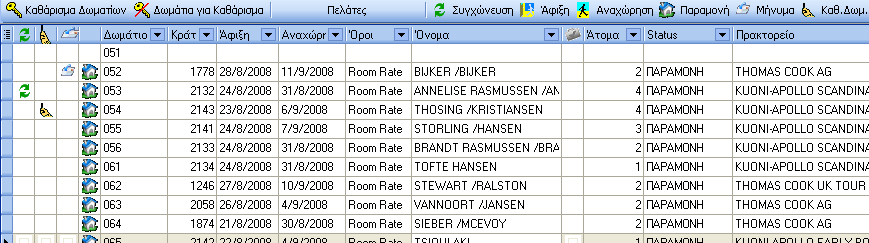 Καθάρισμα Δωματίων Δωμάτια για Καθάρισμα Πελάτες Συγχώνευση Άφιξη Αναχώρηση Παραμονή Μήνυμα Καθ.Δωμ.
Δωμάτιο Κράτ Άφιξη Αναχώρη Όροι Όνομα Άτομα Status Πρακτορείο
051
052 1778 28/8/2008 11/9/2008 Room Rate BIJKER /BIJKER 2 ΠΑΡΑΜΟΝΗ THOMAS COOK AG
053 2132 24/8/2008 31/8/2008 Room Rate ANNELISE RASMUSSEN /AN 4 ΠΑΡΑΜΟΝΗ KUONI-APOLLO SCANDINA
054 2143 23/8/2008 6/9/2008 Room Rate THOSING /KRISTIANSEN 4 ΠΑΡΑΜΟΝΗ KUONI-APOLLO SCANDINA
055 2141 24/8/2008 7/9/2008 Room Rate STORLING /HANSEN 3 ΠΑΡΑΜΟΝΗ KUONI-APOLLO SCANDINA
056 2133 24/8/2008 31/8/2008 Room Rate BRANDT RASMUSSEN /BRA 2 ΠΑΡΑΜΟΝΗ KUONI-APOLLO SCANDINA
061 2134 24/8/2008 31/8/2008 Room Rate TOFTE HANSEN 1 ΠΑΡΑΜΟΝΗ KUONI-APOLLO SCANDINA
062 1246 27/8/2008 10/9/2008 Room Rate STEWART /RALSTON 2 ΠΑΡΑΜΟΝΗ THOMAS COOK UK TOUR
063 2058 26/8/2008 4/9/2008 Room Rate VANNOORT /JANSEN 2 ΠΑΡΑΜΟΝΗ THOMAS COOK AG
064 1874 21/8/2008 30/8/2008 Room Rate SIEBER /MCEVOY 2 ΠΑΡΑΜΟΝΗ THOMAS COOK AG
065 2142 22/8/2008 4/9/2008 Room Rate TSIOULAKI 1 ΠΑΡΑΜΟΝΗ KUONI-APOLLO EARLY BO